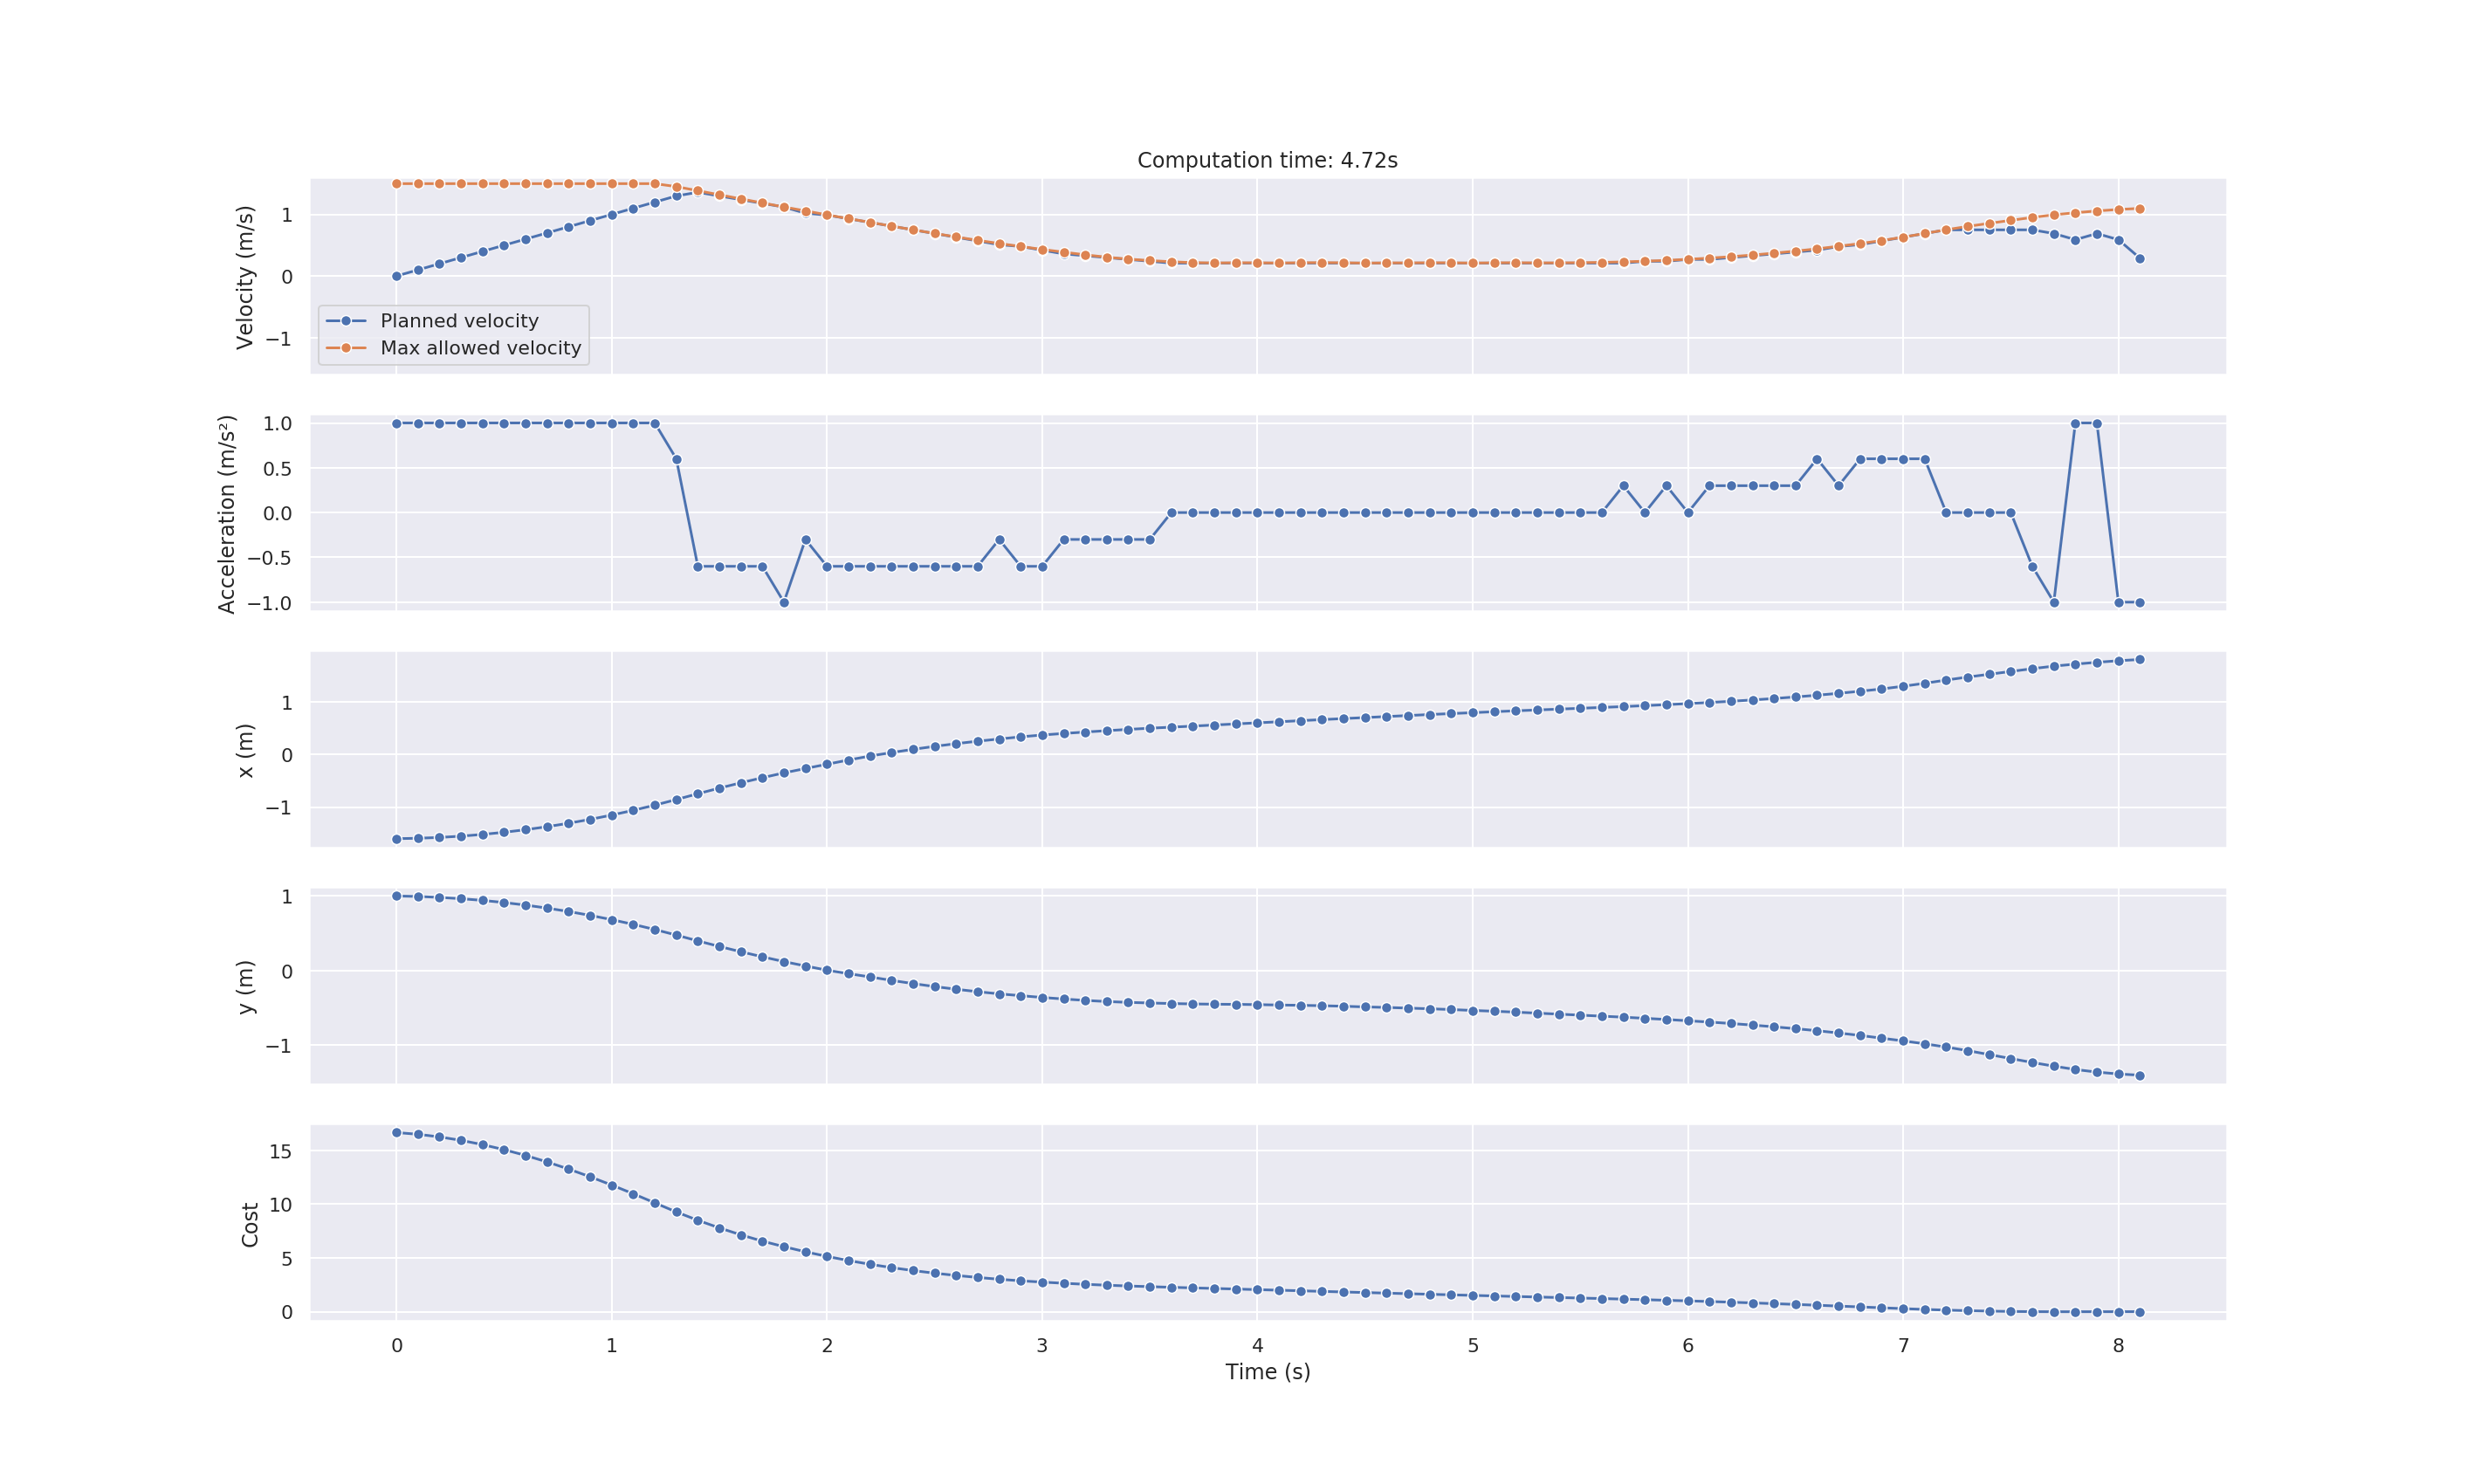 Computation time: 4.72s
Velocity (m/s)
1
0
−1
Planned velocity
Max allowed velocity
Acceleration (m/s²)
1.0
0.5
0.0
−0.5
−1.0
x (m)
1
0
−1
y (m)
1
0
−1
Cost
15
10
5
0
0 1 2 3 4 5 6 7 8
Time (s)